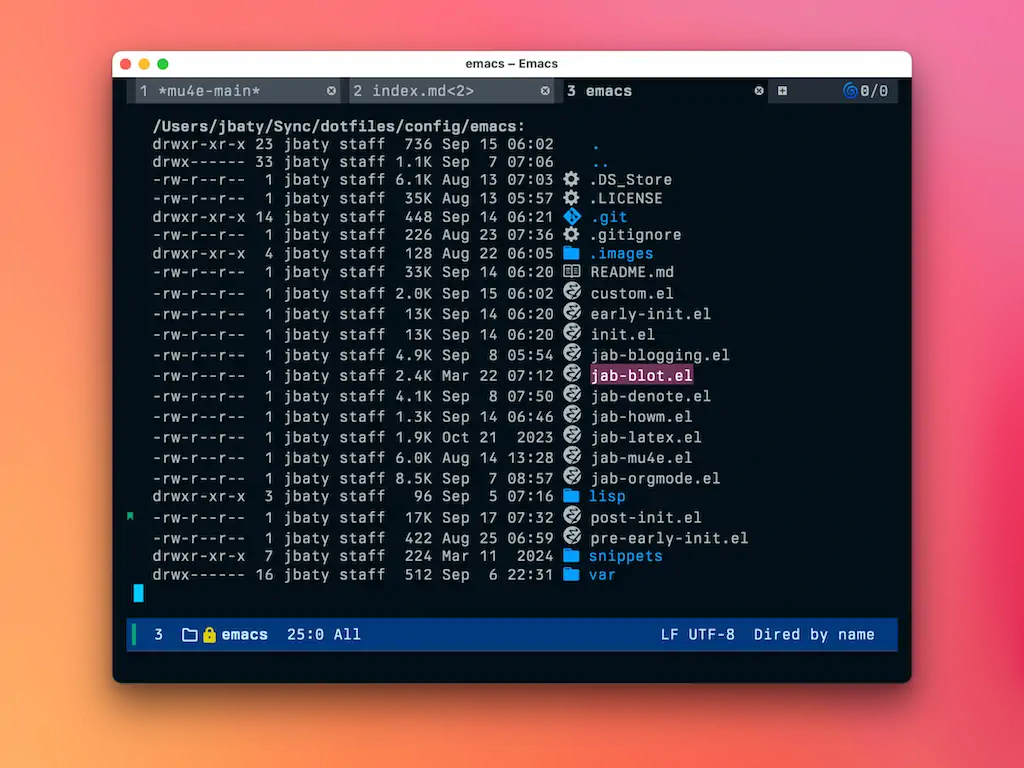 emacs – Emacs
1 *mu4e-main* 2 index.md<2> 3 emacs 0/0
/Users/jbaty/Sync/dotfiles/config/emacs:
drwxr-xr-x 23 jbaty staff  736 Sep 15 06:02 .
drwx------ 33 jbaty staff 1.1K Sep  7 07:06 ..
-rw-r--r--  1 jbaty staff 6.1K Aug 13 07:03 .DS_Store
-rw-r--r--  1 jbaty staff  35K Aug 13 05:57 .LICENSE
drwxr-xr-x 14 jbaty staff  448 Sep 14 06:21 .git
-rw-r--r--  1 jbaty staff  226 Aug 23 07:36 .gitignore
drwxr-xr-x  4 jbaty staff  128 Aug 22 06:05 .images
-rw-r--r--  1 jbaty staff  33K Sep 14 06:20 README.md
-rw-r--r--  1 jbaty staff 2.0K Sep 15 06:02 custom.el
-rw-r--r--  1 jbaty staff  13K Sep 14 06:20 early-init.el
-rw-r--r--  1 jbaty staff  13K Sep 14 06:20 init.el
-rw-r--r--  1 jbaty staff 4.9K Sep  8 05:54 jab-blogging.el
-rw-r--r--  1 jbaty staff 2.4K Mar 22 07:12 jab-blot.el
-rw-r--r--  1 jbaty staff 4.1K Sep  8 07:50 jab-denote.el
-rw-r--r--  1 jbaty staff 1.3K Sep 14 06:46 jab-howm.el
-rw-r--r--  1 jbaty staff 1.9K Oct 21  2023 jab-latex.el
-rw-r--r--  1 jbaty staff 6.0K Aug 14 13:28 jab-mu4e.el
-rw-r--r--  1 jbaty staff 8.5K Sep  7 08:57 jab-orgmode.el
drwxr-xr-x  3 jbaty staff   96 Sep  5 07:16 lisp
-rw-r--r--  1 jbaty staff  17K Sep 17 07:32 post-init.el
-rw-r--r--  1 jbaty staff  422 Aug 25 06:59 pre-early-init.el
drwxr-xr-x  7 jbaty staff  224 Mar 11  2024 snippets
drwx------ 16 jbaty staff  512 Sep  6 22:31 var
3 emacs 25:0 All LF UTF-8 Dired by name